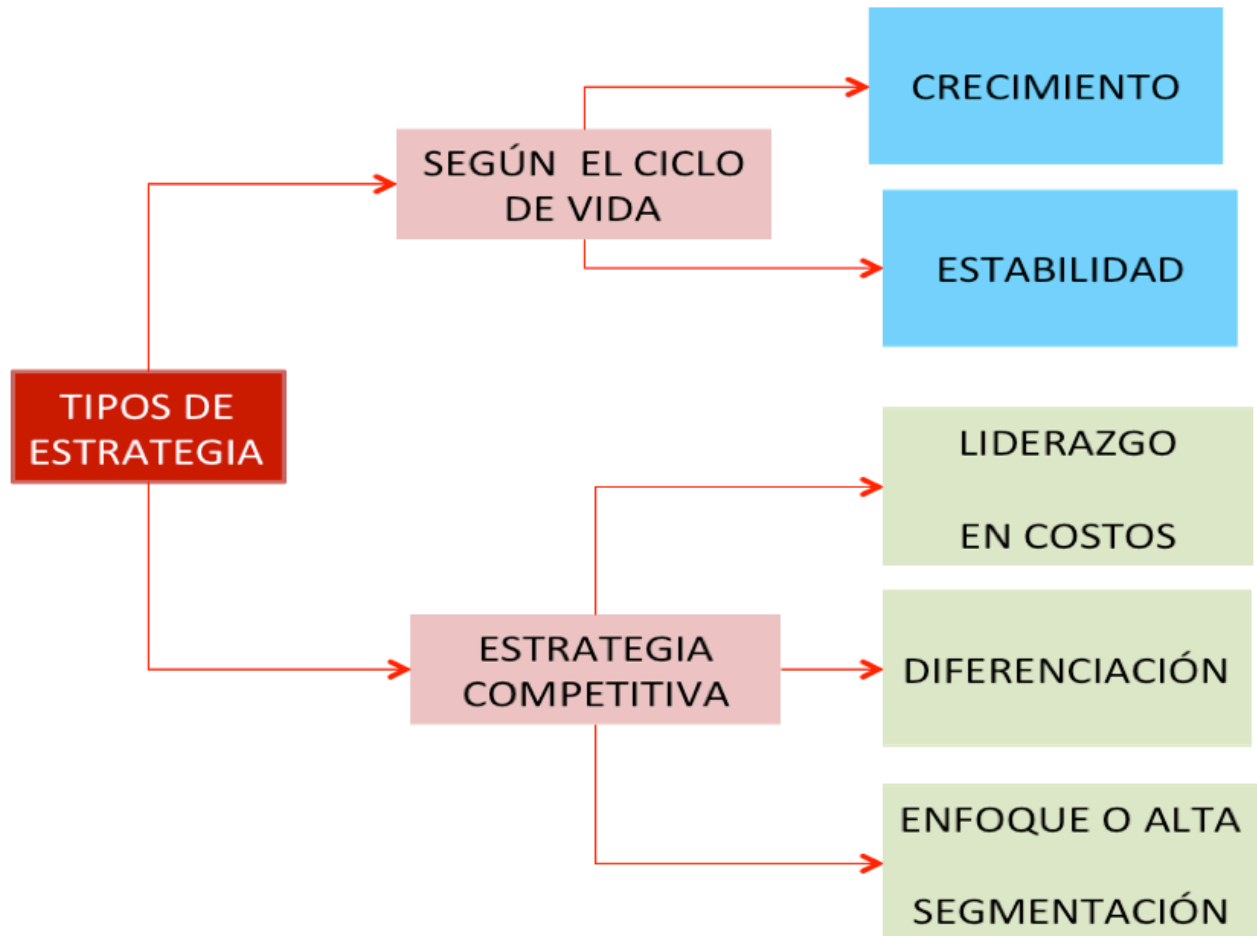 TIPOS DE
ESTRATEGIA
SEGÚN EL CICLO
DE VIDA
CRECIMIENTO
ESTABILIDAD
ESTRATEGIA
COMPETITIVA
LIDERAZGO
EN COSTOS
DIFERENCIACIÓN
ENFOQUE O ALTA
SEGMENTACIÓN